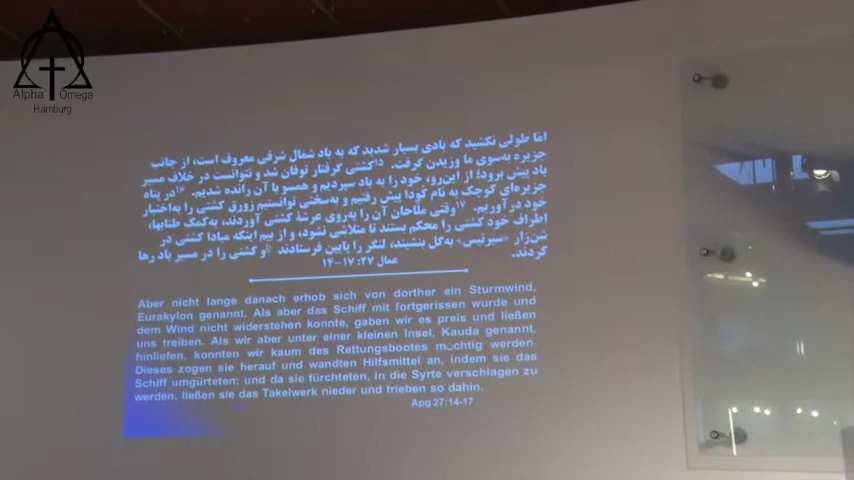 Alpha Omega
Hamburg
امّا طولی نکشید که بادی بسیار شدید که به باد شمال شرقی معروف است، از جانب
جزیره به‌سوی ما وزیدن گرفت. ۱۵کشتی گرفتار توفان شد و نتوانست در خلاف مسیر
باد پیش برود؛ از این‌رو، خود را به باد سپردیم و همسو با آن رانده شدیم. ۱۶در پناه
جزیره‌ای کوچک به نام کودا پیش رفتیم و به‌سختی توانستیم زورق کشتی را به‌اختیار
خود درآوریم. ۱۷وقتی ملّاحان آن را به‌روی عرشۀ کشتی آوردند، به‌کمک طنابها،
اطراف خود کشتی را محکم بستند تا متلاشی نشود، و از بیم اینکه مبادا کشتی در
شن‌زار «سیرتیس» به‌گل بنشیند، لنگر را پایین فرستادند و کشتی را در مسیر باد رها
کردند.
عمال ۲۷: ۱۷-۱۴
Aber nicht lange danach erhob sich von dorther ein Sturmwind,
Eurakylon genannt. Als aber das Schiff mit fortgerissen wurde und
dem Wind nicht widerstehen konnte, gaben wir es preis und ließen
uns treiben. Als wir aber unter einer kleinen Insel, Kauda genannt,
hinliefen, konnten wir kaum des Rettungsbootes mächtig werden.
Dieses zogen sie herauf und wandten Hilfsmittel an, indem sie das
Schiff umgürteten; und da sie fürchteten, in die Syrte verschlagen zu
werden, ließen sie das Takelwerk nieder und trieben so dahin.
Apg 27:14-17